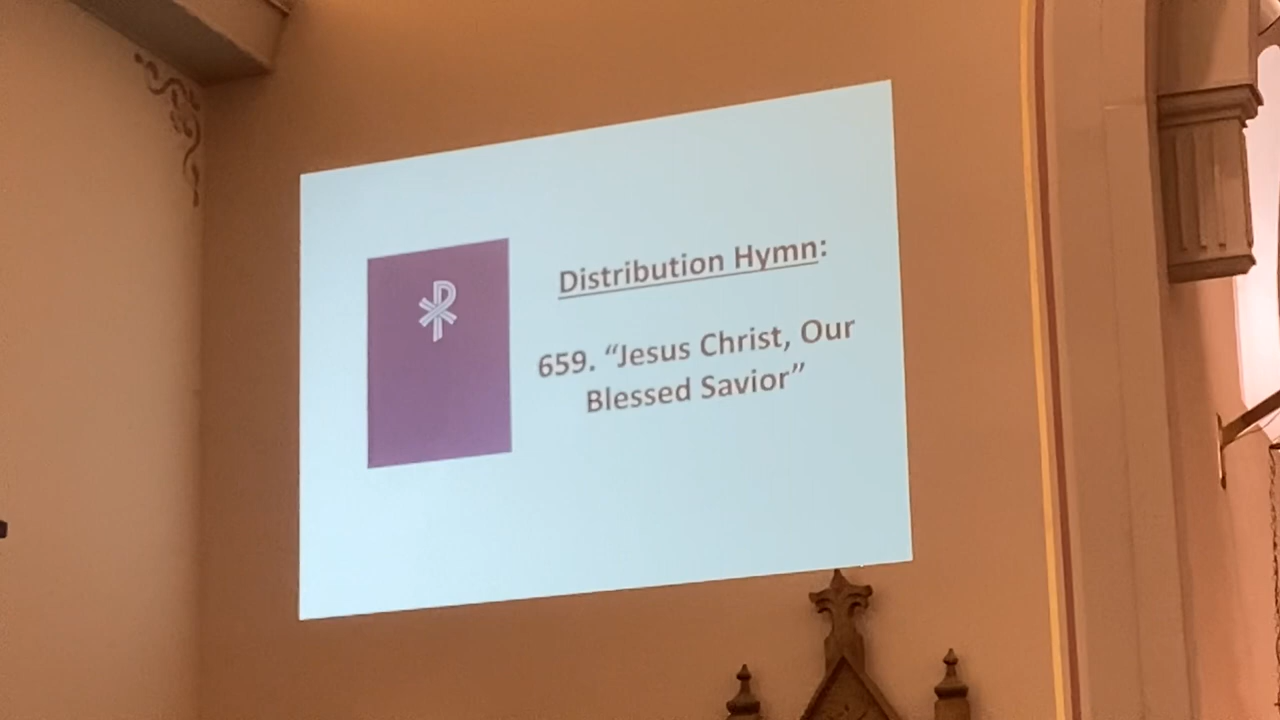 Distribution Hymn:
659. “Jesus Christ, Our
Blessed Savior”